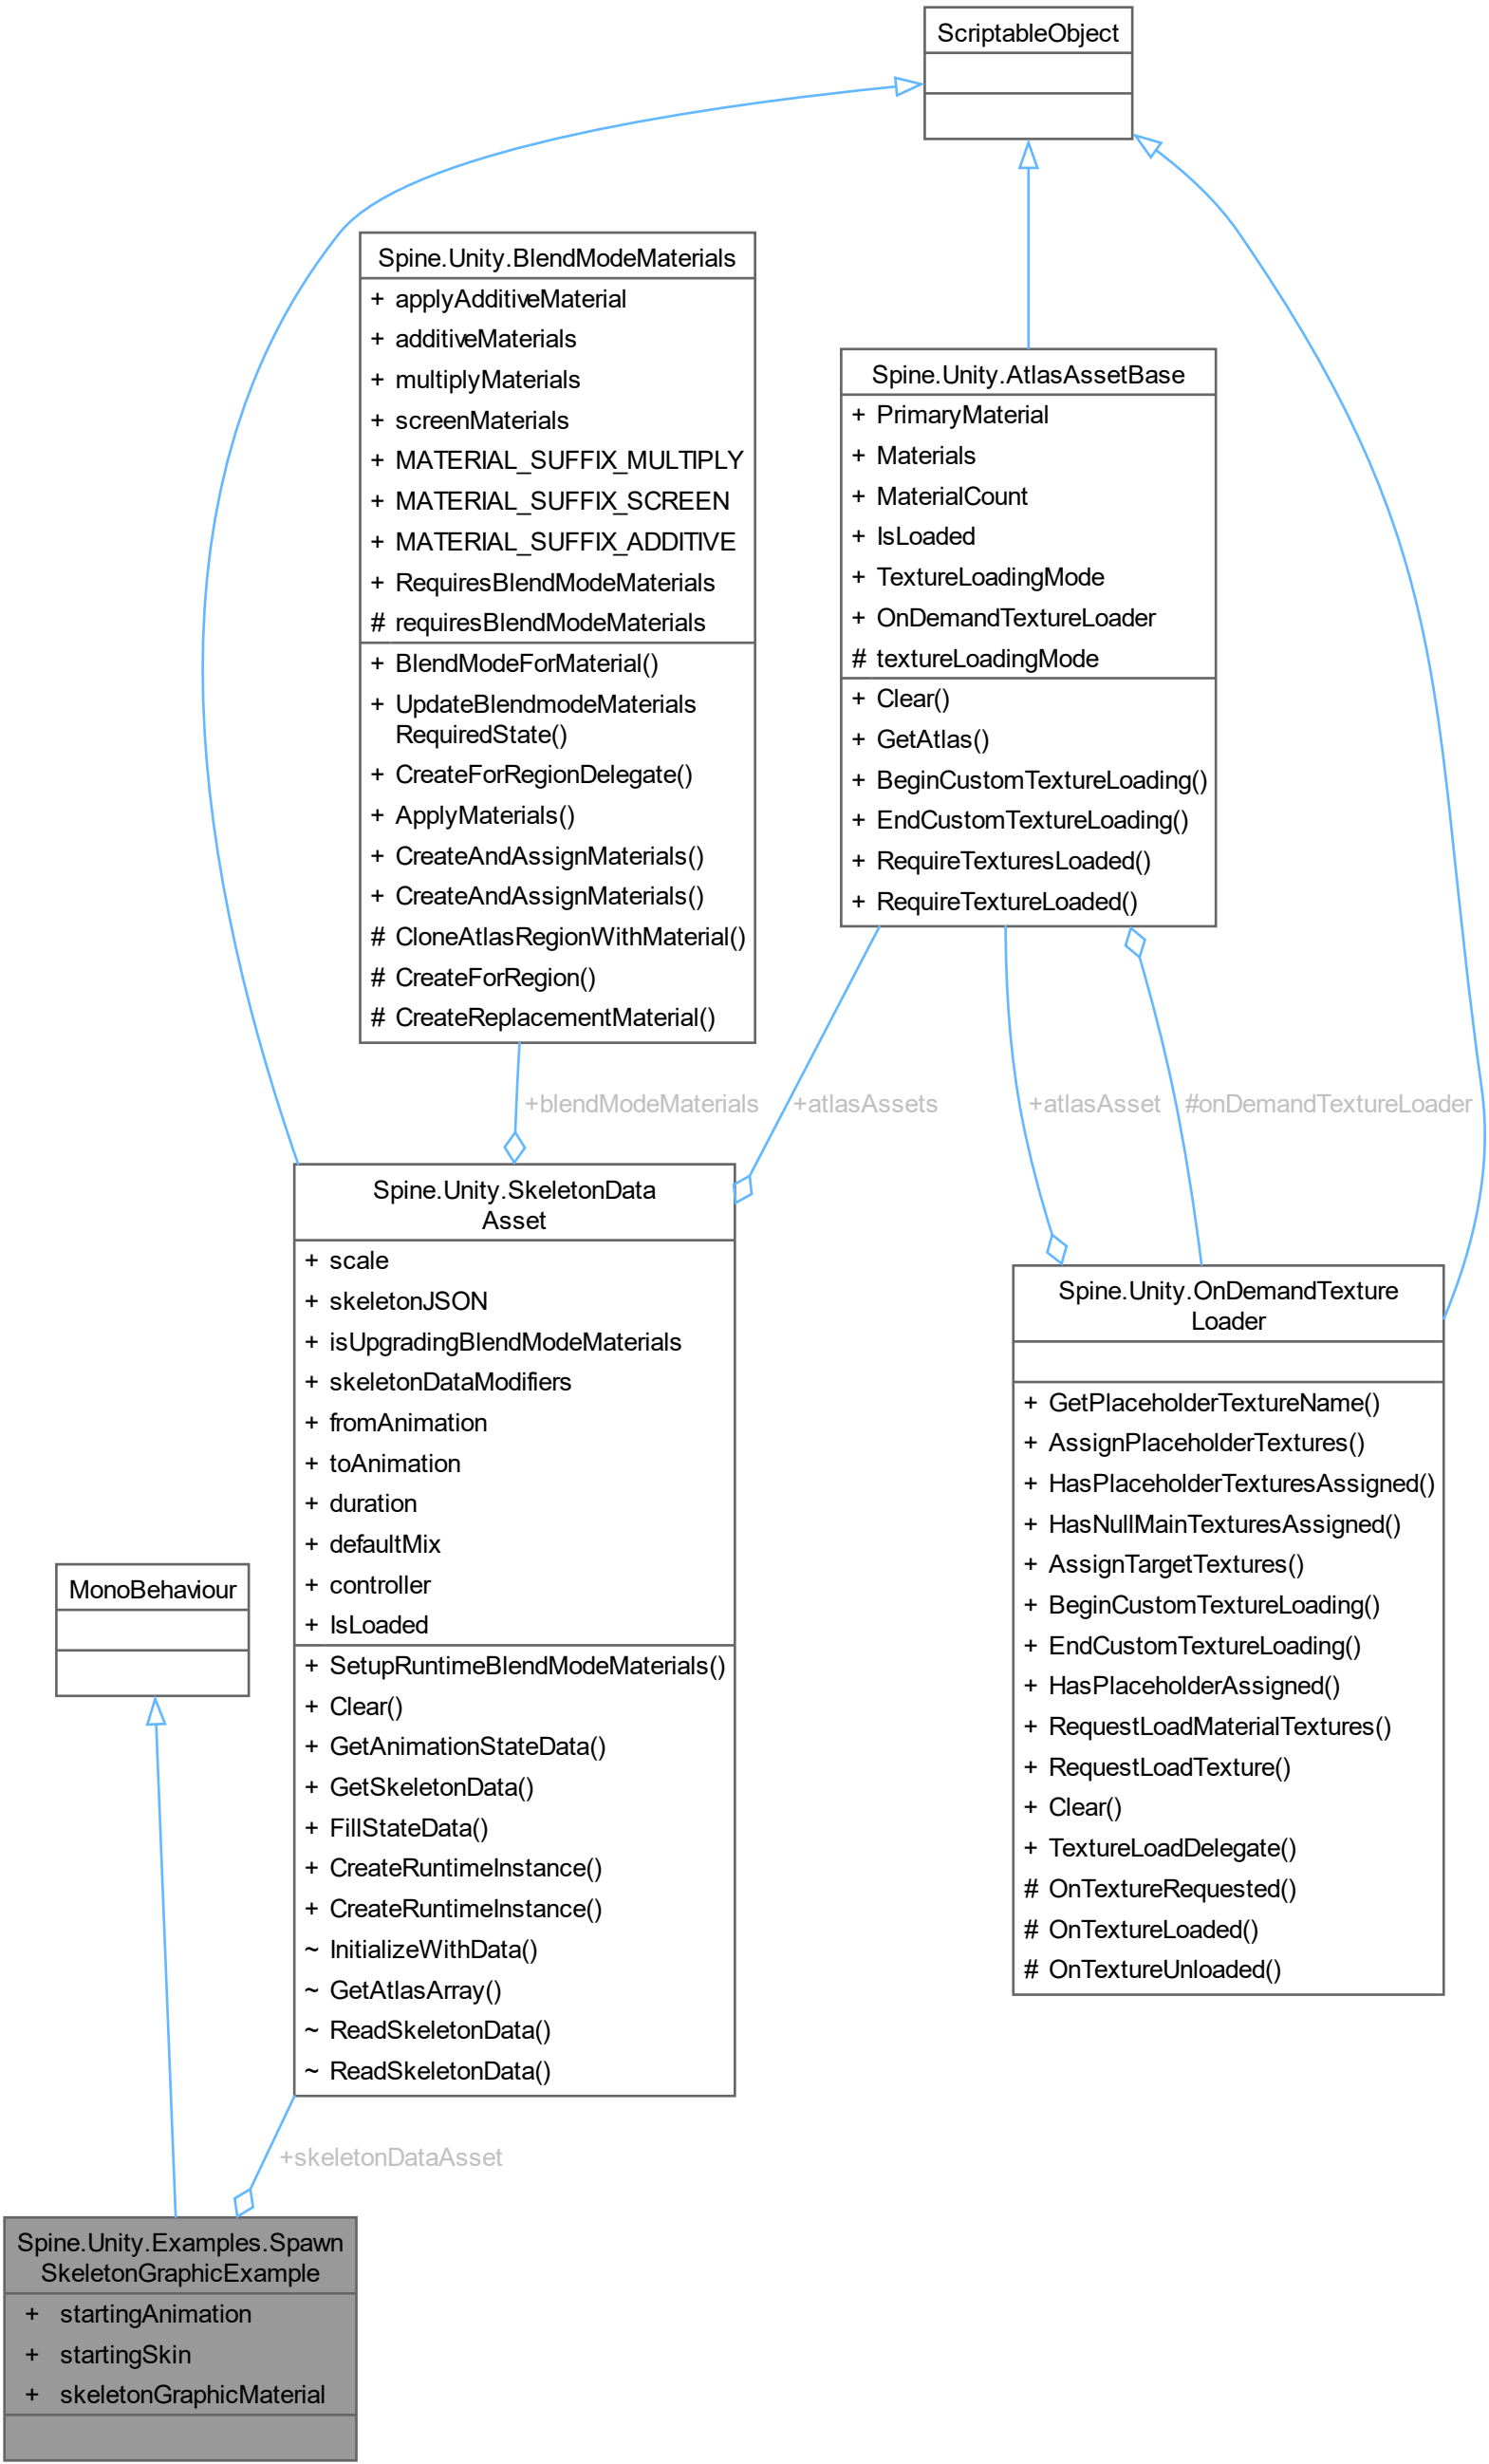 ScriptableObject
Spine.Unity.BlendModeMaterials
+ applyAdditiveMaterial
+ additiveMaterials
+ multiplyMaterials
+ screenMaterials
+ MATERIAL_SUFFIX_MULTIPLY
+ MATERIAL_SUFFIX_SCREEN
+ MATERIAL_SUFFIX_ADDITIVE
+ RequiresBlendModeMaterials
# requiresBlendModeMaterials
+ BlendModeForMaterial()
+ UpdateBlendmodeMaterials
RequiredState()
+ CreateForRegionDelegate()
+ ApplyMaterials()
+ CreateAndAssignMaterials()
+ CreateAndAssignMaterials()
# CloneAtlasRegionWithMaterial()
# CreateForRegion()
# CreateReplacementMaterial()
Spine.Unity.AtlasAssetBase
+ PrimaryMaterial
+ Materials
+ MaterialCount
+ IsLoaded
+ TextureLoadingMode
+ OnDemandTextureLoader
# textureLoadingMode
+ Clear()
+ GetAtlas()
+ BeginCustomTextureLoading()
+ EndCustomTextureLoading()
+ RequireTexturesLoaded()
+ RequireTextureLoaded()
+blendModeMaterials
+atlasAssets
+atlasAsset
#onDemandTextureLoader
Spine.Unity.SkeletonData
Asset
+ scale
+ skeletonJSON
+ isUpgradingBlendModeMaterials
+ skeletonDataModifiers
+ fromAnimation
+ toAnimation
+ duration
+ defaultMix
+ controller
+ IsLoaded
+ SetupRuntimeBlendModeMaterials()
+ Clear()
+ GetAnimationStateData()
+ GetSkeletonData()
+ FillStateData()
+ CreateRuntimeInstance()
+ CreateRuntimeInstance()
~ InitializeWithData()
~ GetAtlasArray()
~ ReadSkeletonData()
~ ReadSkeletonData()
Spine.Unity.OnDemandTexture
Loader
+ GetPlaceholderTextureName()
+ AssignPlaceholderTextures()
+ HasPlaceholderTexturesAssigned()
+ HasNullMainTexturesAssigned()
+ AssignTargetTextures()
+ BeginCustomTextureLoading()
+ EndCustomTextureLoading()
+ HasPlaceholderAssigned()
+ RequestLoadMaterialTextures()
+ RequestLoadTexture()
+ Clear()
+ TextureLoadDelegate()
# OnTextureRequested()
# OnTextureLoaded()
# OnTextureUnloaded()
MonoBehaviour
+skeletonDataAsset
Spine.Unity.Examples.Spawn
SkeletonGraphicExample
+ startingAnimation
+ startingSkin
+ skeletonGraphicMaterial